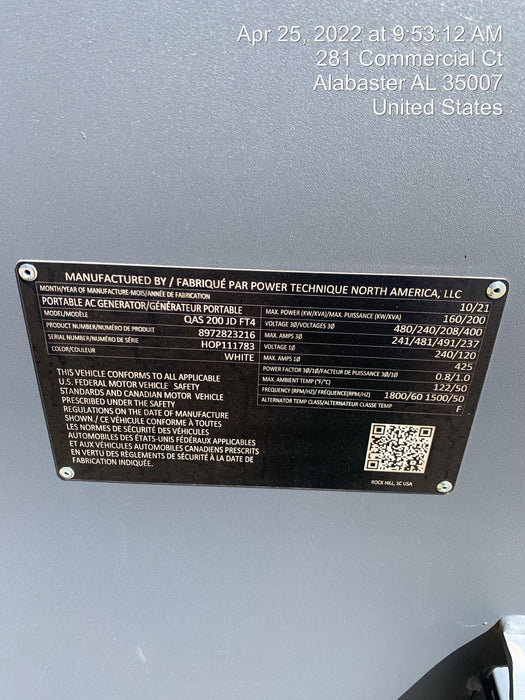 Apr 25, 2022 at 9:53:12 AM
281 Commercial Ct
Alabaster AL 35007
United States
MANUFACTURED BY / FABRIQUÉ PAR POWER TECHNIQUE NORTH AMERICA, LLC
MONTH/YEAR OF MANUFACTURE-MOIS/ANNÉE DE FABRICATION 10/21
PORTABLE AC GENERATOR/GÉNÉRATEUR PORTABLE
MODEL/MODÈLE QAS 200 JD FT4
PRODUCT NUMBER/NUMÉRO DE PRODUIT 8972823216
SERIAL NUMBER/NUMÉRO DE SÉRIE HOP111783
COLOR/COULEUR WHITE
MAX. POWER (KW/KVA)/MAX. PUISSANCE (KW/KVA) 160/200
VOLTAGE 3Ø/VOLTAGES 3Ø 480/240/208/400
MAX. AMPS 3Ø 241/481/491/237
VOLTAGE 1Ø 240/120
MAX. AMPS 1Ø 425
POWER FACTOR 3Ø/1Ø/FACTEUR DE PUISSANCE 3Ø/1Ø 0.8/1.0
MAX. AMBIENT TEMP (°F/°C) 122/50
FREQUENCY (RPM/HZ) / FRÉQUENCE(RPM/HZ) 1800/60 1500/50
ALTERNATOR TEMP CLASS/ALTERNATEUR CLASSE TEMP F
THIS VEHICLE CONFORMS TO ALL APPLICABLE
U.S. FEDERAL MOTOR VEHICLE SAFETY
STANDARDS AND CANADIAN MOTOR VEHICLE
PRESCRIBED UNDER THE SAFETY
REGULATIONS ON THE DATE OF MANUFACTURE
SHOWN./ CE VÉHICULE CONFORME À TOUTES
LES NORMES DE SÉCURITÉ DES VÉHICULES
AUTOMOBILES DES ÉTATS-UNIS FÉDÉRAUX APPLICABLES
ET AUX VÉHICULES AUTOMOBILES CANADIENS PRESCRITS
EN VERTU DES RÈGLEMENTS DE SÉCURITÉ À LA DATE DE
FABRICATION INDIQUÉE.
ROCK HILL, SC USA